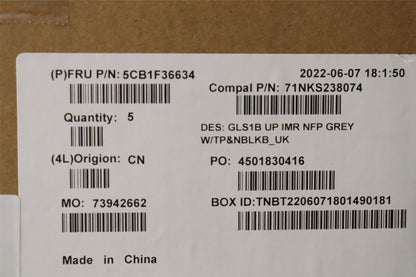 (P)FRU P/N: 5CB1F36634
2022-06-07 18:1:50
Compal P/N: 71NKS238074
Quantity: 5
DES: GLS1B UP IMR NFP GREY
W/TP&NBLKB_UK
(4L)Origion: CN
PO: 4501830416
MO: 73942662
BOX ID:TNBT2206071801490181
Made in China